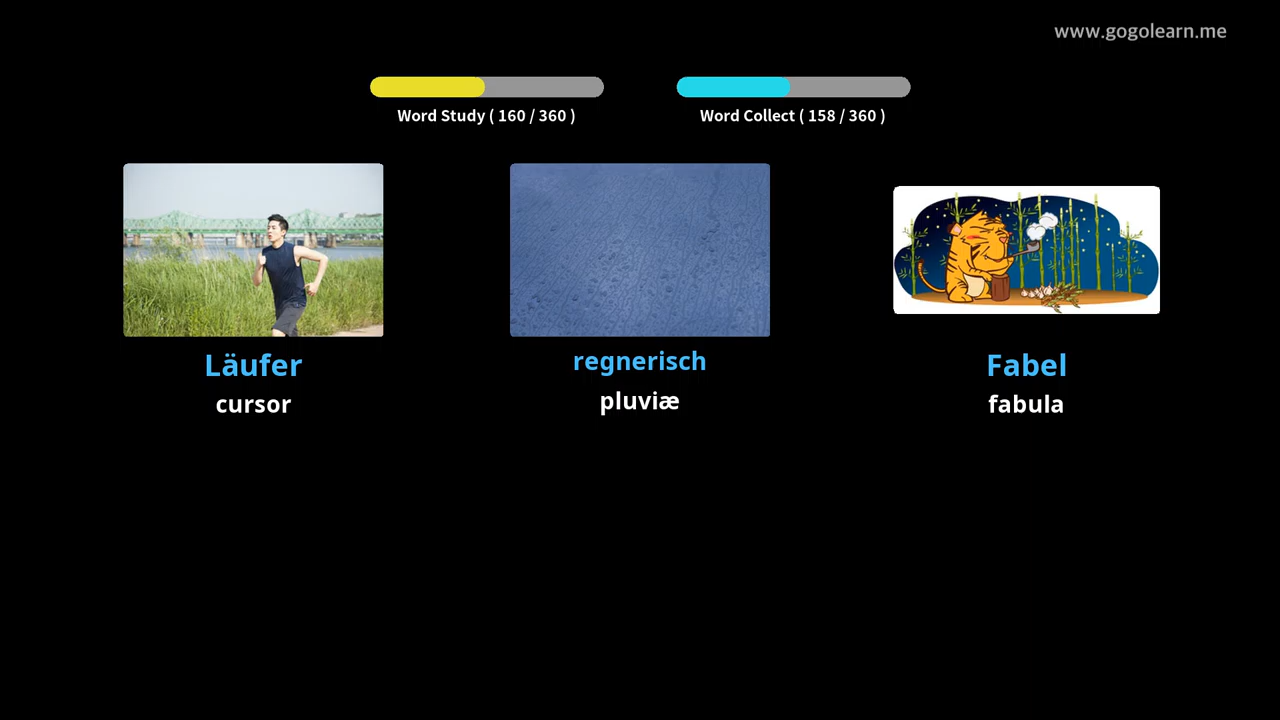 www.gogolearn.me
Word Study ( 160 / 360 )
Word Collect ( 158 / 360 )
Läufer
cursor
regnerisch
pluviæ
Fabel
fabula